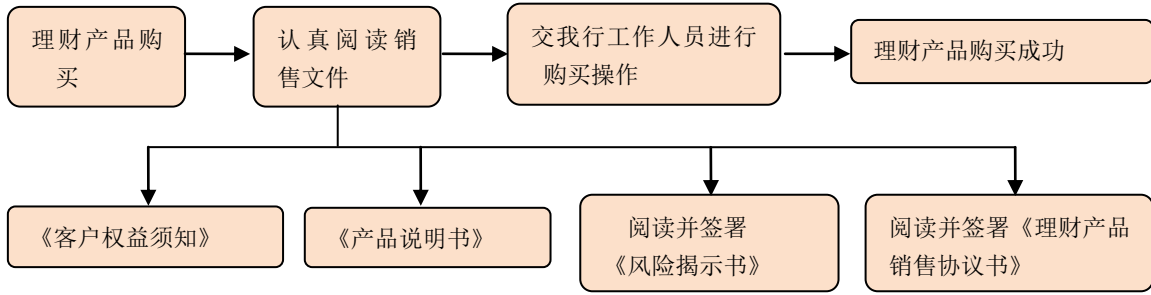 理财产品购
买
认真阅读销
售文件
交我行工作人员进行
购买操作
理财产品购买成功
《客户权益须知》
《产品说明书》
阅读并签署
《风险揭示书》
阅读并签署《理财产品
销售协议书》